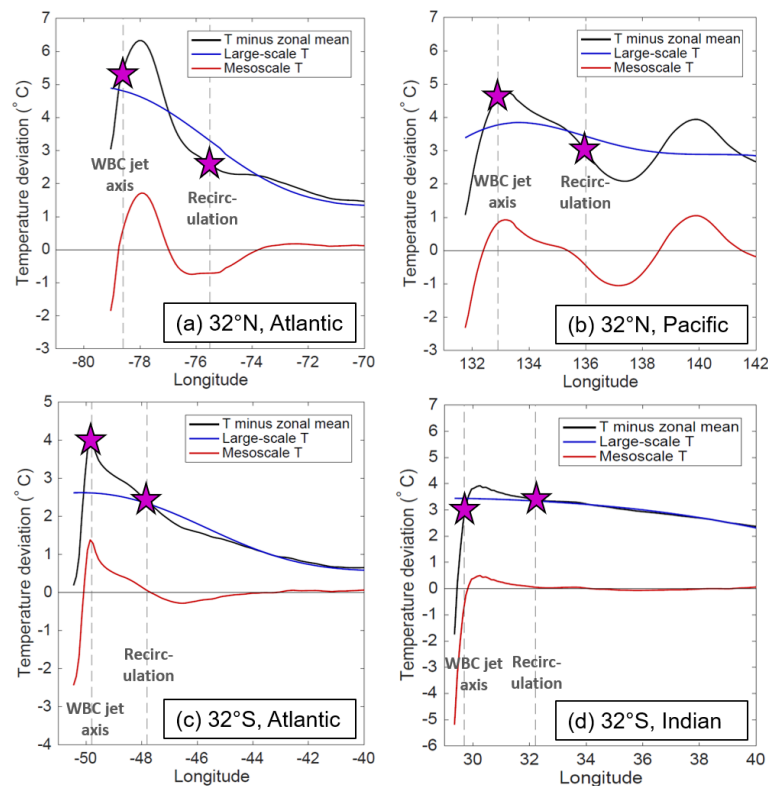 T minus zonal mean
Large-scale T
Mesoscale T
7
6
5
4
3
2
1
0
-1
-2
-3
Temperature deviation (°C)
WBC jet
axis
Recirc-
ulation
(a) 32°N, Atlantic
-80 -78 -76 -74 -72 -70
Longitude
T minus zonal mean
Large-scale T
Mesoscale T
7
6
5
4
3
2
1
0
-1
-2
-3
Temperature deviation (°C)
WBC jet
axis
Recirc-
ulation
(b) 32°N, Pacific
132 134 136 138 140 142
Longitude
T minus zonal mean
Large-scale T
Mesoscale T
5
4
3
2
1
0
-1
-2
-3
-4
Temperature deviation (°C)
Recirc-
ulation
WBC jet
axis
(c) 32°S, Atlantic
-50 -48 -46 -44 -42 -40
Longitude
T minus zonal mean
Large-scale T
Mesoscale T
7
6
5
4
3
2
1
0
-1
-2
-3
-4
-5
-6
Temperature deviation (°C)
WBC jet
axis
Recirc-
ulation
(d) 32°S, Indian
30 32 34 36 38 40
Longitude